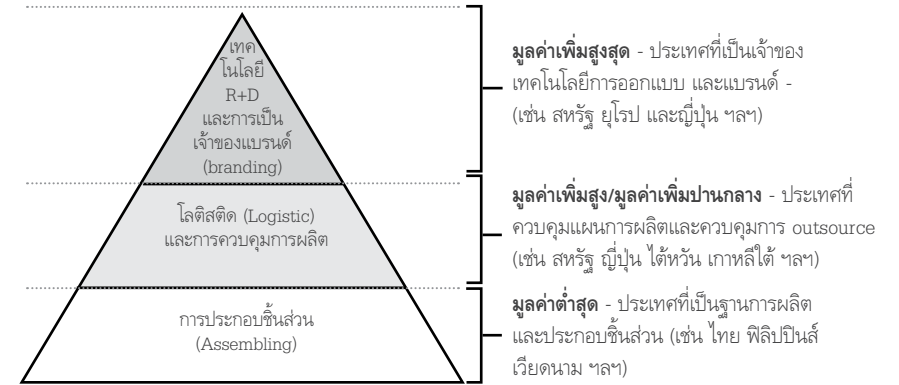 เทค
โนโลยี
R+D
และการเป็น
เจ้าของแบรนด์
(branding)
มูลค่าเพิ่มสูงสุด - ประเทศที่เป็นเจ้าของ
เทคโนโลยีการออกแบบ และแบรนด์ -
(เช่น สหรัฐ ยุโรป และญี่ปุ่น ฯลฯ)
โลติสติด (Logistic)
และการควบคุมการผลิต
มูลค่าเพิ่มสูง/มูลค่าเพิ่มปานกลาง - ประเทศที่
ควบคุมแผนการผลิตและควบคุมการ outsource
(เช่น สหรัฐ ญี่ปุ่น ไต้หวัน เกาหลีใต้ ฯลฯ)
การประกอบชิ้นส่วน
(Assembling)
มูลค่าต่ำสุด - ประเทศที่เป็นฐานการผลิต
และประกอบชิ้นส่วน (เช่น ไทย ฟิลิปปินส์
เวียดนาม ฯลฯ)